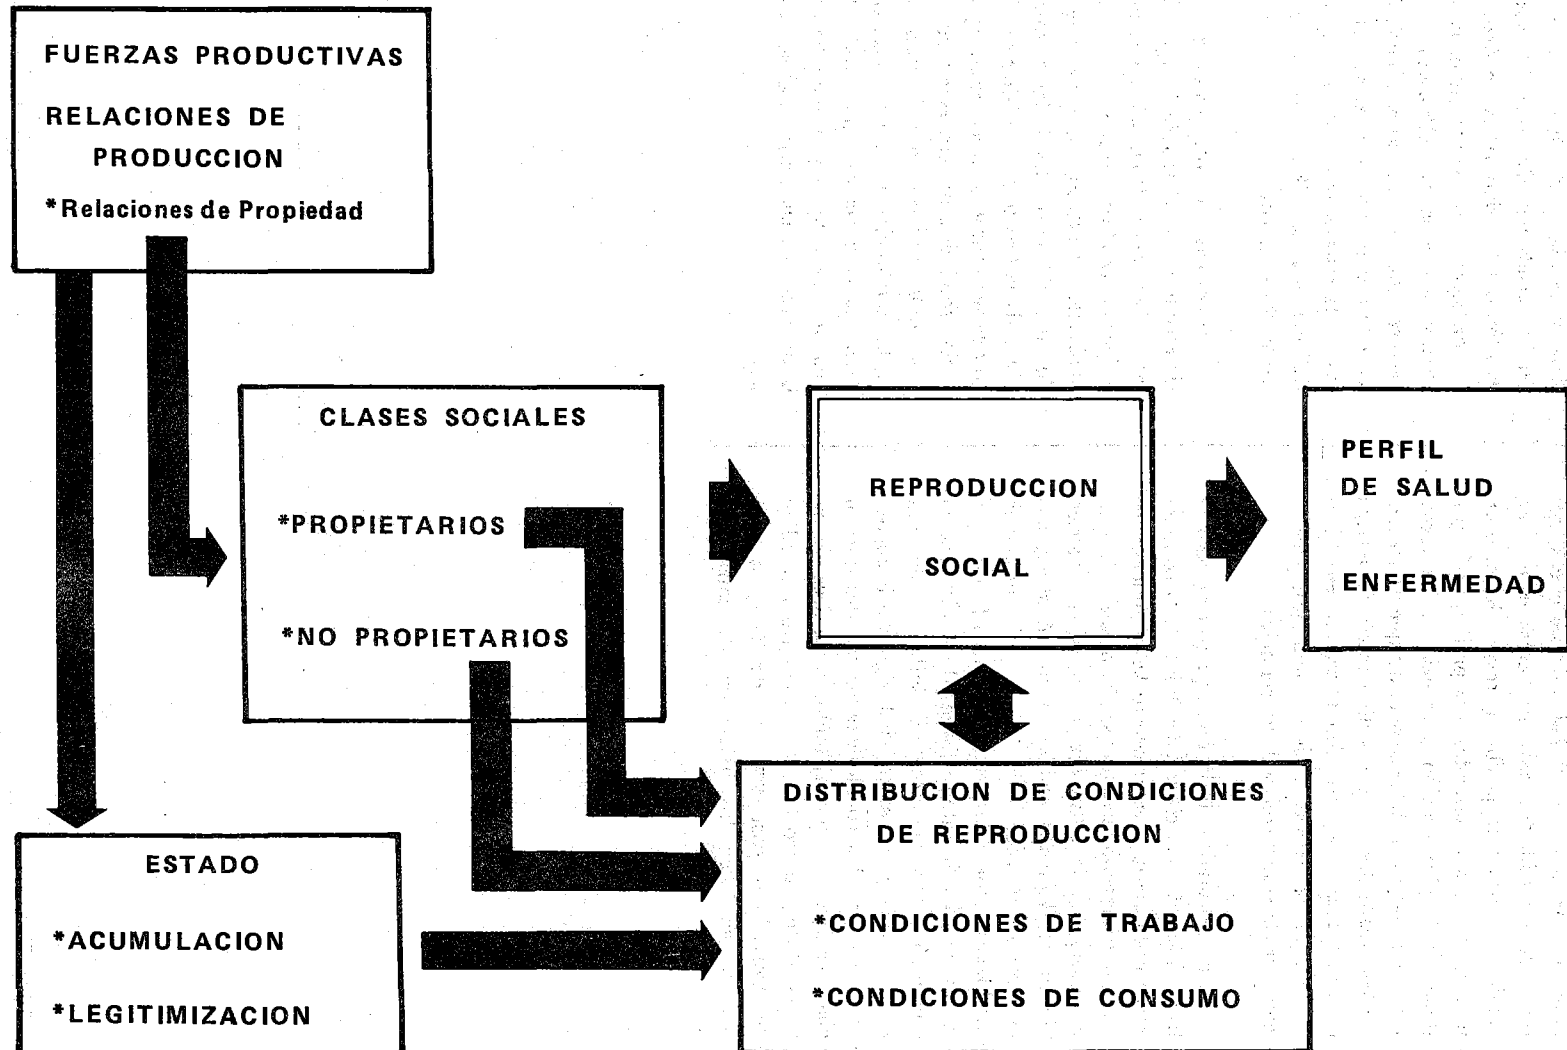 FUERZAS PRODUCTIVAS
RELACIONES DE
PRODUCCION
*Relaciones de Propiedad
CLASES SOCIALES
*PROPIETARIOS
*NO PROPIETARIOS
REPRODUCCION
SOCIAL
PERFIL
DE SALUD
ENFERMEDAD
ESTADO
*ACUMULACION
*LEGITIMIZACION
DISTRIBUCION DE CONDICIONES
DE REPRODUCCION
*CONDICIONES DE TRABAJO
*CONDICIONES DE CONSUMO